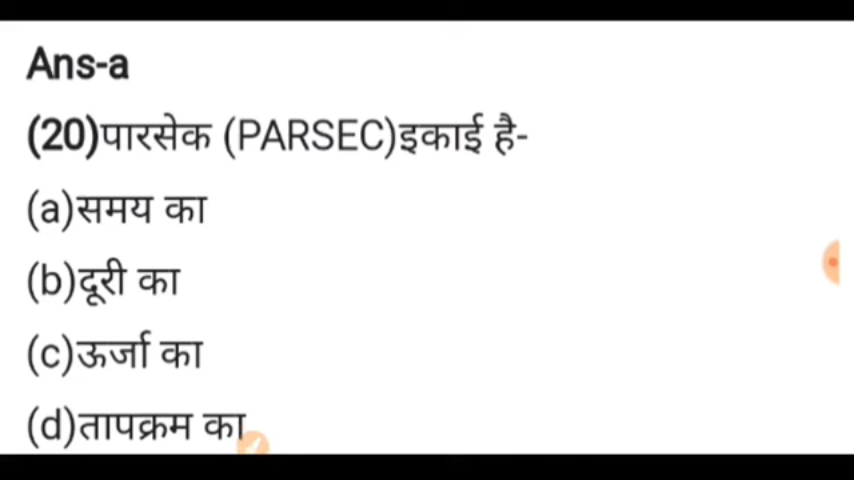 Ans-a
(20)पारसेक (PARSEC)इकाई है-
(a)समय का
(b)दूरी का
(c)ऊर्जा का
(d)तापक्रम का